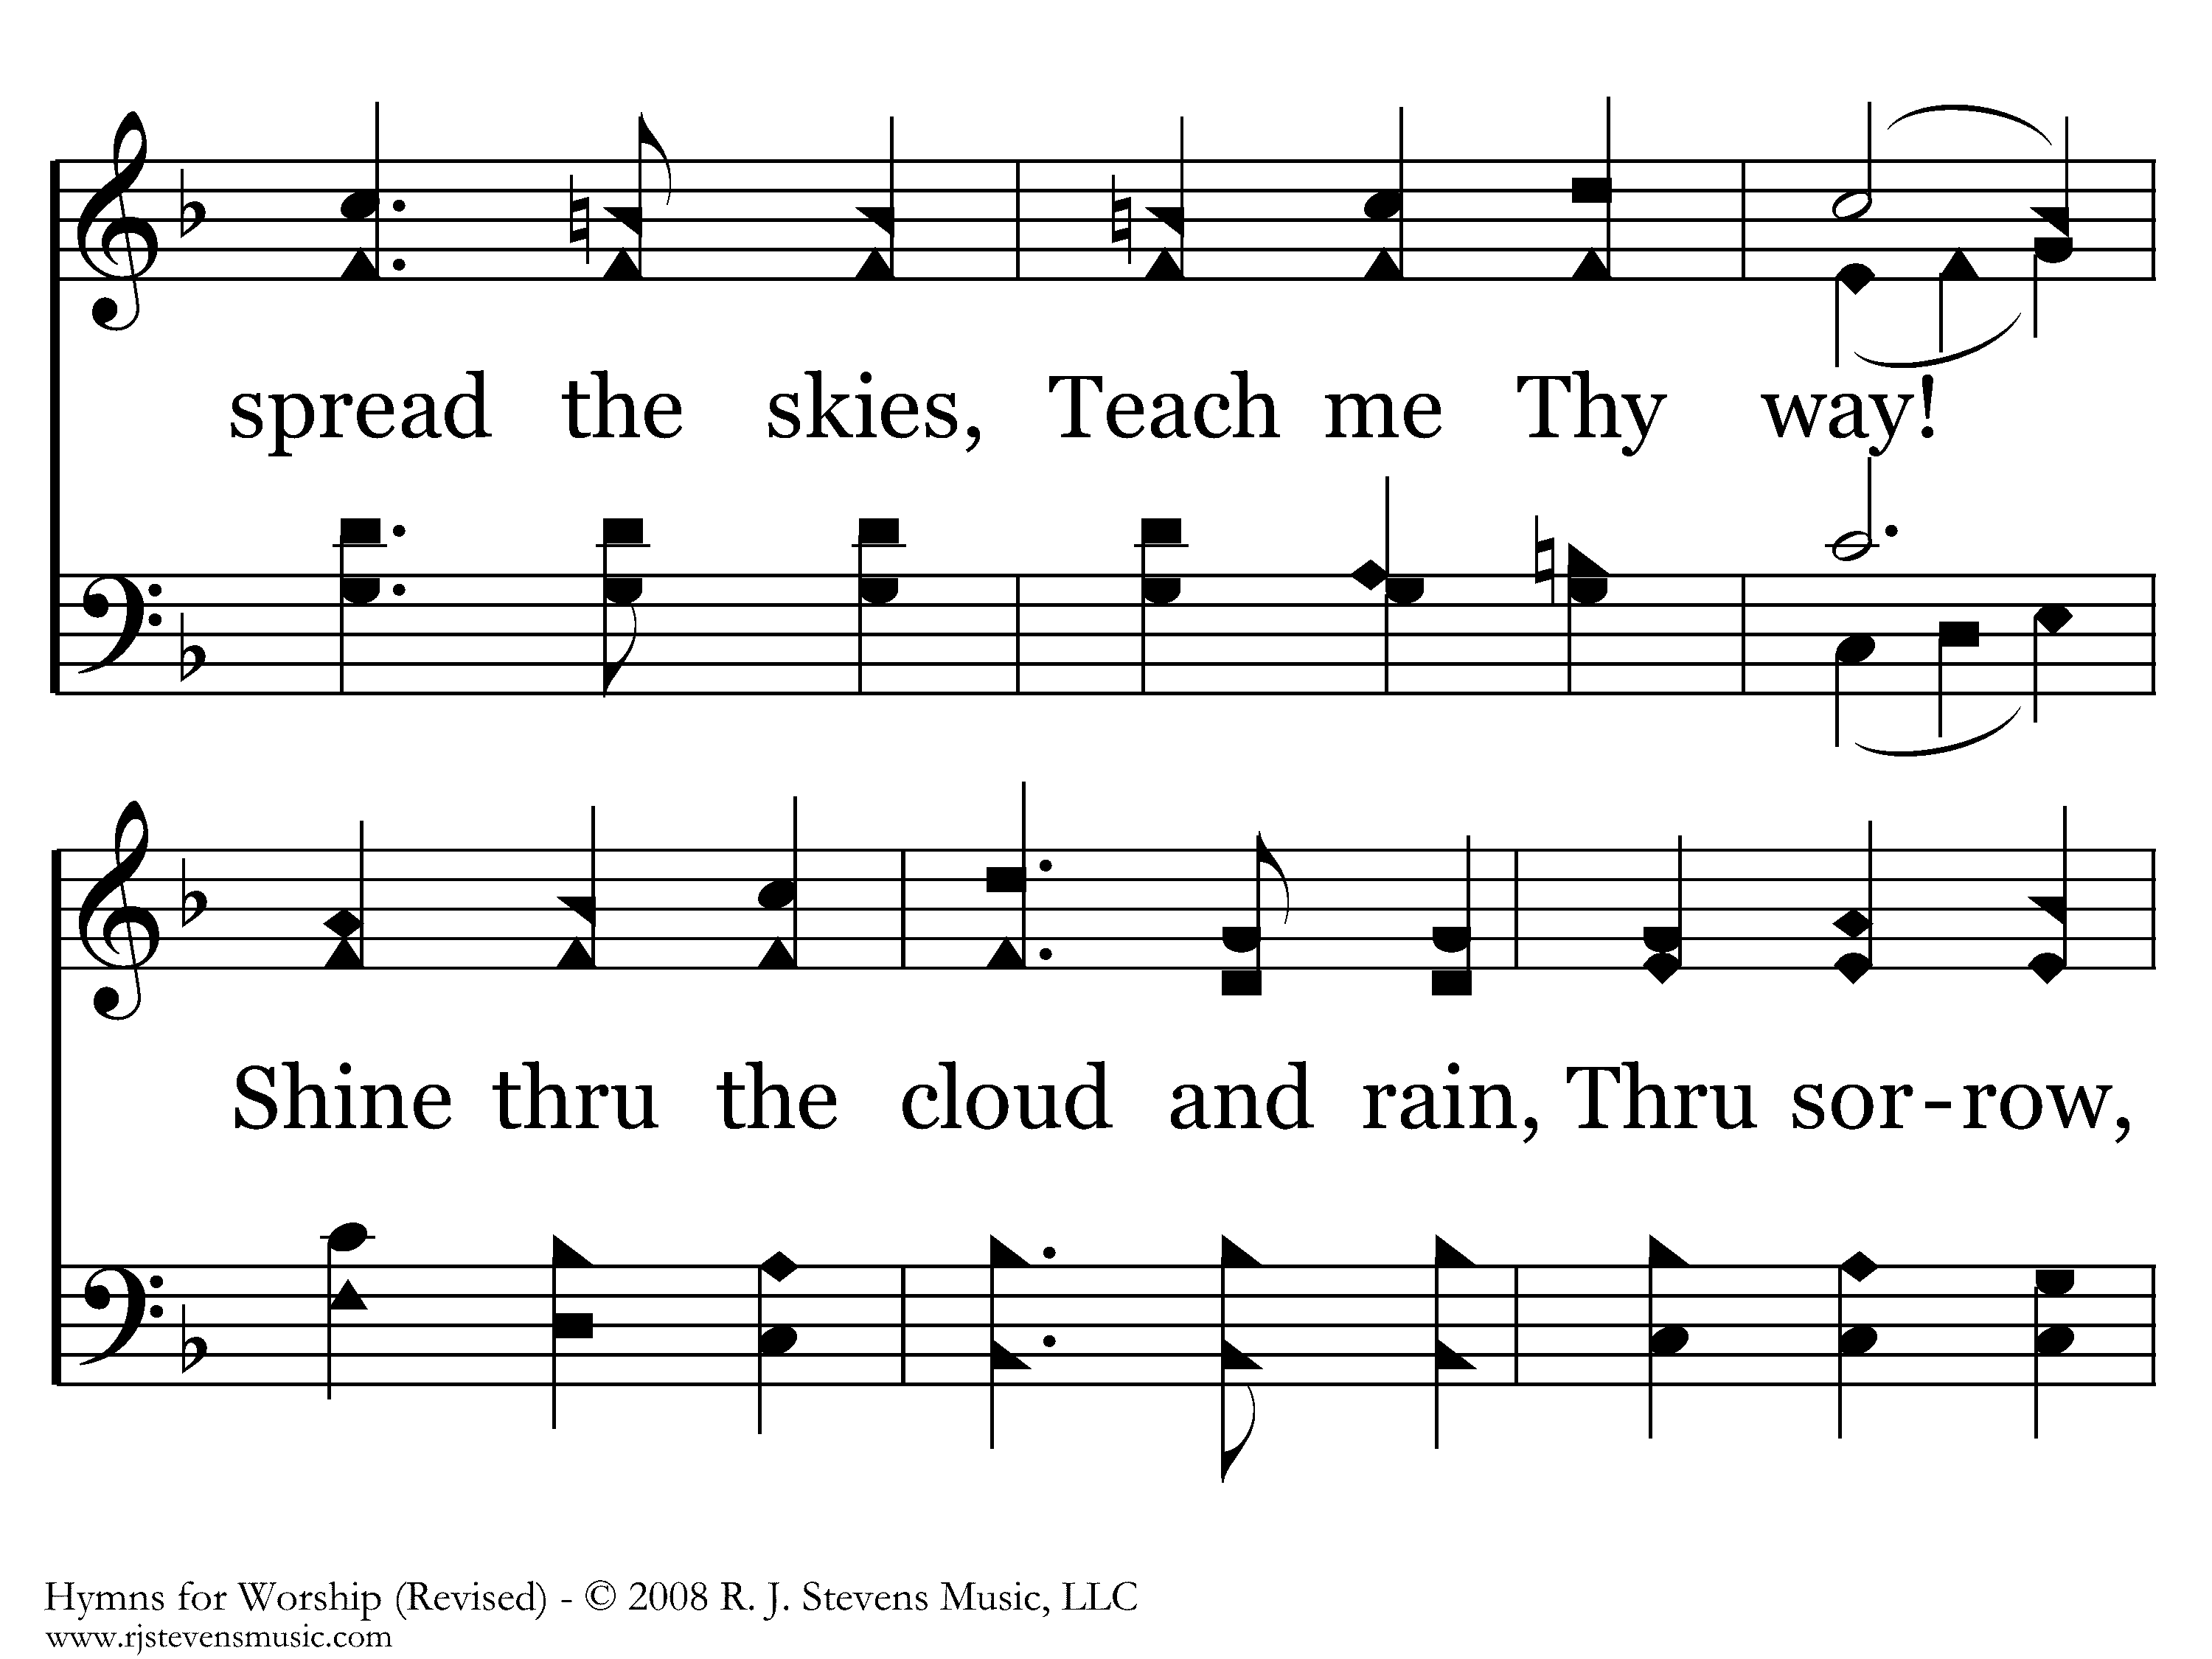 spread the skies, Teach me Thy way!
Shine thru the cloud and rain, Thru sor-row,
Hymns for Worship (Revised) - © 2008 R. J. Stevens Music, LLC
www.rjstevensmusic.com